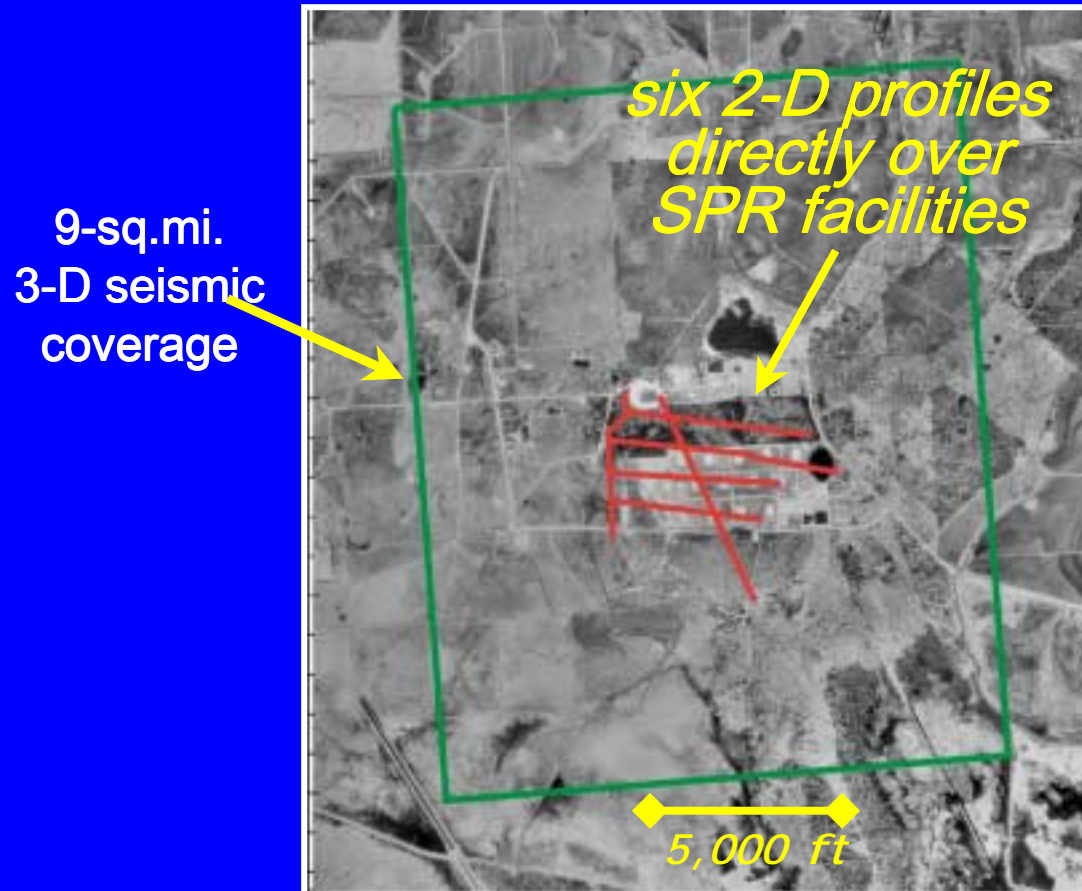 9-sq.mi.
3-D seismic
coverage
six 2-D profiles
directly over
SPR facilities
5,000 ft